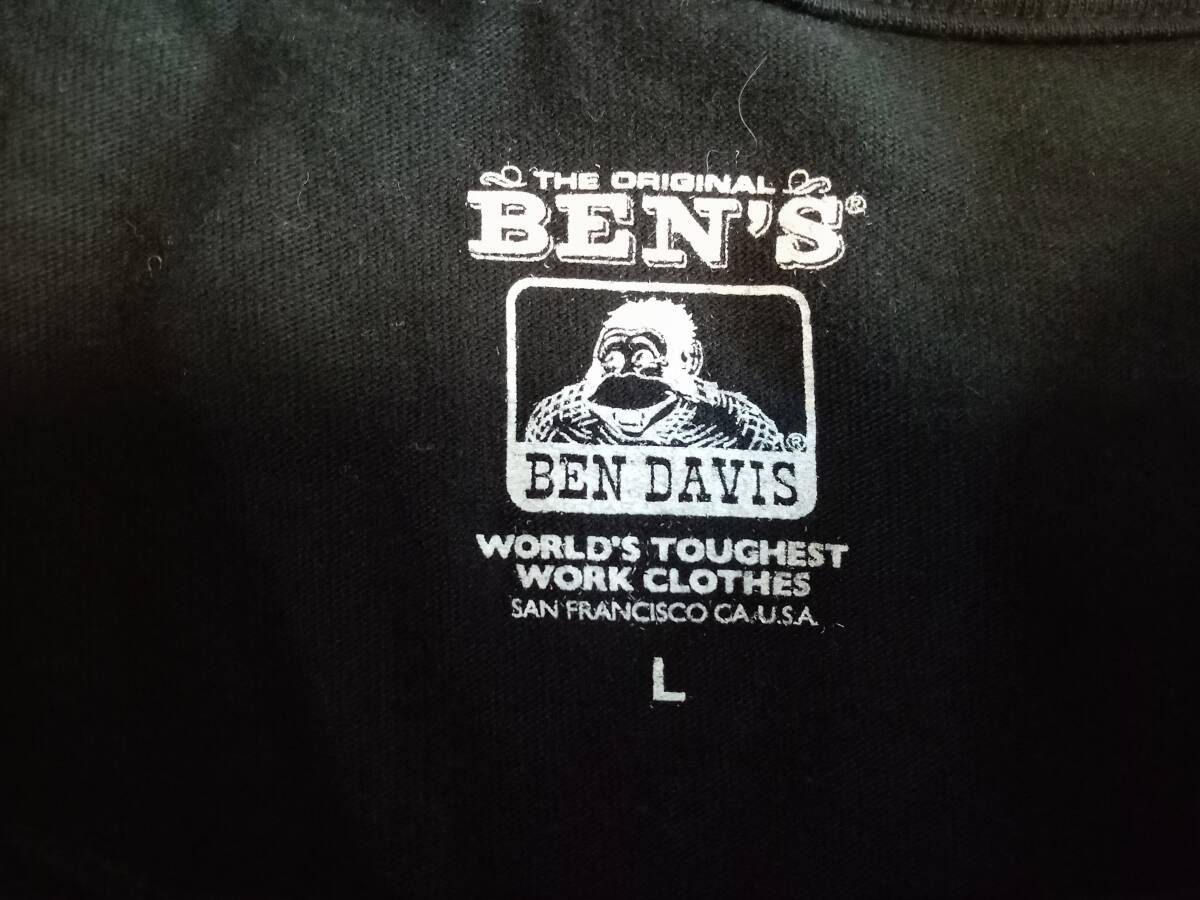 THE ORIGINAL
BEN'S®
®
BEN DAVIS
WORLD'S TOUGHEST
WORK CLOTHES
SAN FRANCISCO CA. U.S.A.
L